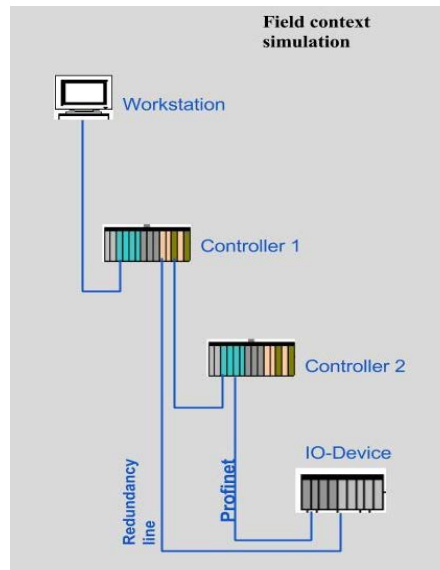 Field context
simulation
Workstation
Controller 1
Controller 2
IO-Device
Redundancy
line
Profinet